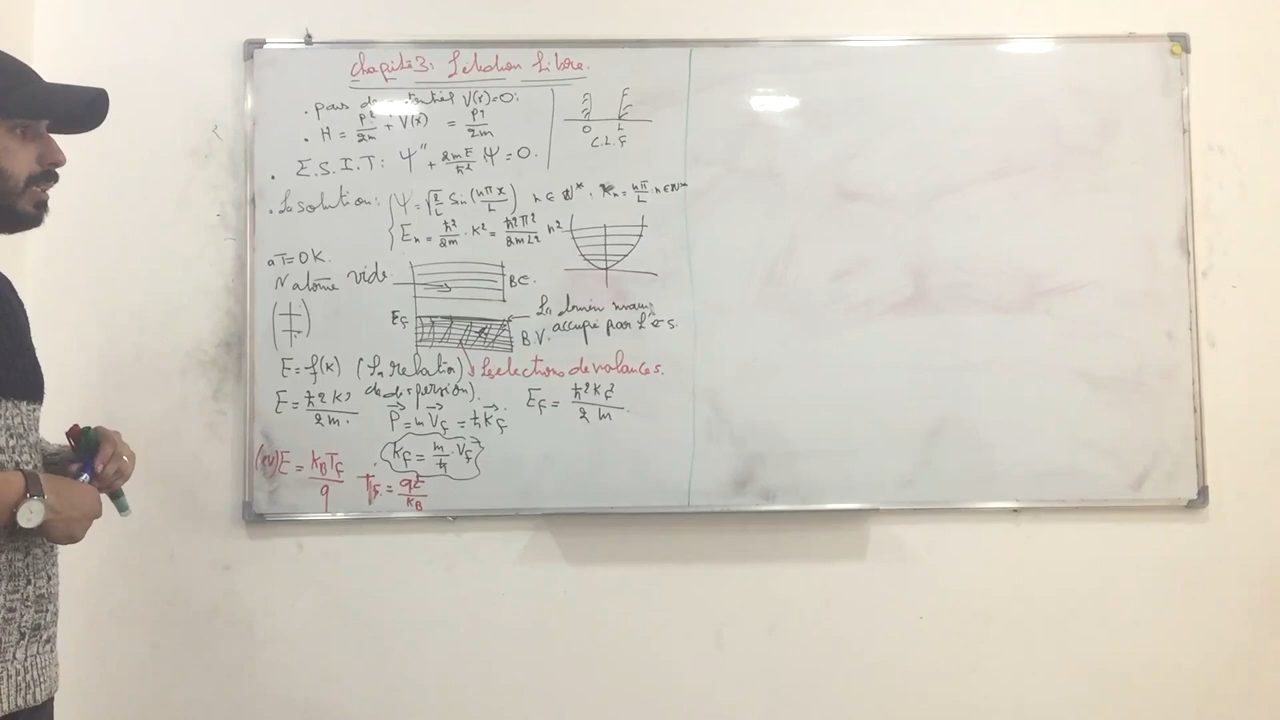 Chapitre 3: L'électron Libre.
. pas de potentiel V(x)=0.
. H = P²/2m + V(x) = P²/2m
0 L
C.L.F
. E.S.I.T: Ψ'' + 2mE/ħ² Ψ = 0.
. La solution: Ψ = √(2/L) Sin(nπx/L) n ∈ N* , Kn = nπ/L , n ∈ N*
En = ħ²/2m . K² = ħ²π²/2mL² n²
a T=0K.
N atome vide. BC.
EF Le dernier niveau
occupé par L'e-s.
B.V.
E=f(k) (La relation Les electrons de valances.
de dispersion).
E = ħ²k²/2m. P = mVF = ħKF EF = ħ²KF²/2m.
KF = m/ħ . VF
(ev) E = KBTF/q TF = qE/KB